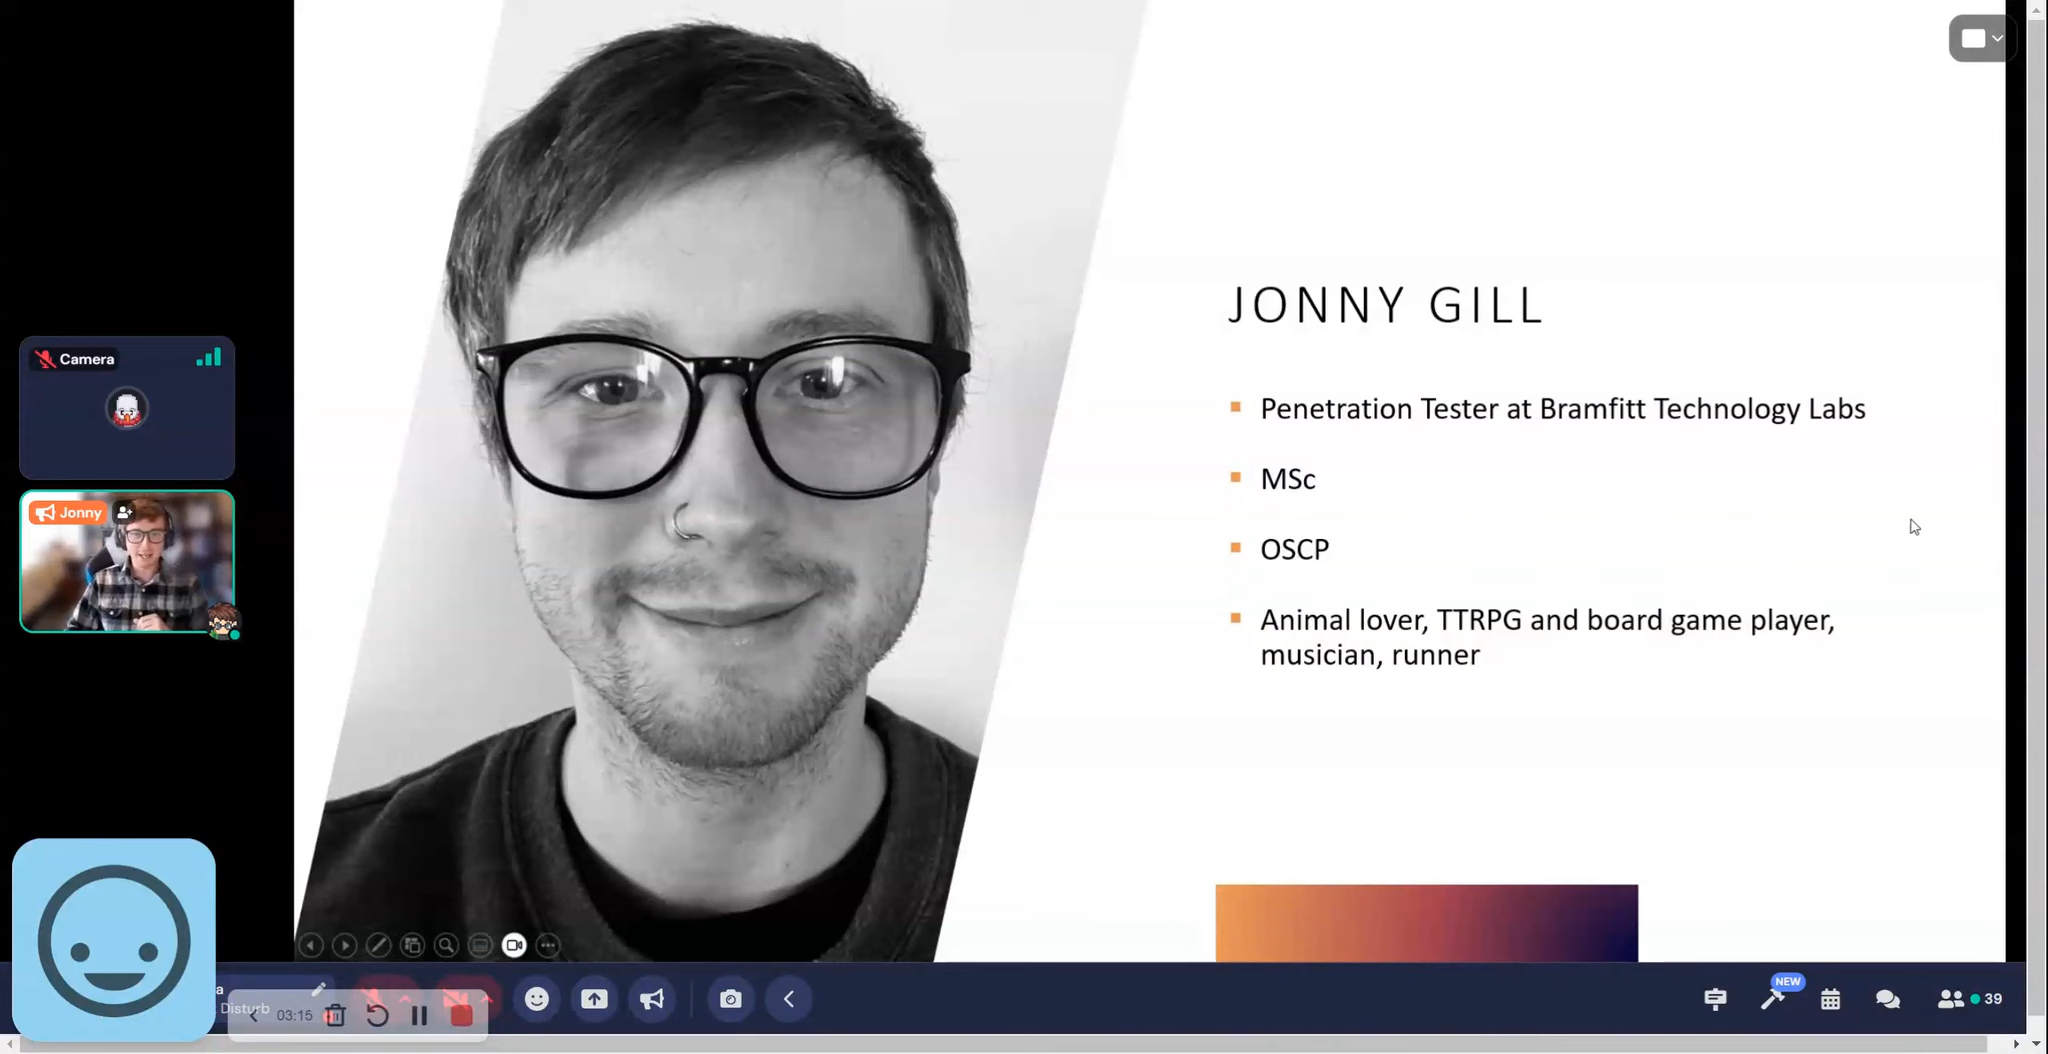 JONNY GILL
Penetration Tester at Bramfitt Technology Labs
MSc
OSCP
Animal lover, TTRPG and board game player,
musician, runner
Camera
Jonny
a
Disturb
03:15
NEW
39